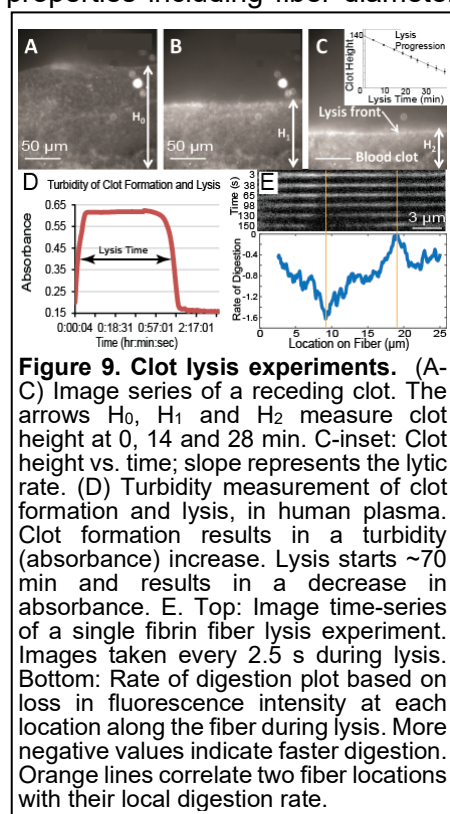 properties including fiber diameter
A
B
C
140
Lysis
Progression
Clot Height
0 10 20 30
Lysis Time (min)
H0
H1
Lysis front
H2
Blood clot
50 µm
50 µm
50 µm
D Turbidity of Clot Formation and Lysis
0.65
0.55
0.45
0.35
0.25
0.15
Absorbance
Lysis Time
0:00:04 0:18:31 0:57:01 2:17:01
Time (hr:min:sec)
E
Time (s)
3
38
65
98
130
150
3 µm
Rate of Digestion
0
-0.4
-0.8
-1.2
-1.6
0 5 10 15 20 25
Location on Fiber (µm)
Figure 9. Clot lysis experiments. (A-
C) Image series of a receding clot. The
arrows H0, H1 and H2 measure clot
height at 0, 14 and 28 min. C-inset: Clot
height vs. time; slope represents the lytic
rate. (D) Turbidity measurement of clot
formation and lysis, in human plasma.
Clot formation results in a turbidity
(absorbance) increase. Lysis starts ~70
min and results in a decrease in
absorbance. E. Top: Image time-series
of a single fibrin fiber lysis experiment.
Images taken every 2.5 s during lysis.
Bottom: Rate of digestion plot based on
loss in fluorescence intensity at each
location along the fiber during lysis. More
negative values indicate faster digestion.
Orange lines correlate two fiber locations
with their local digestion rate.